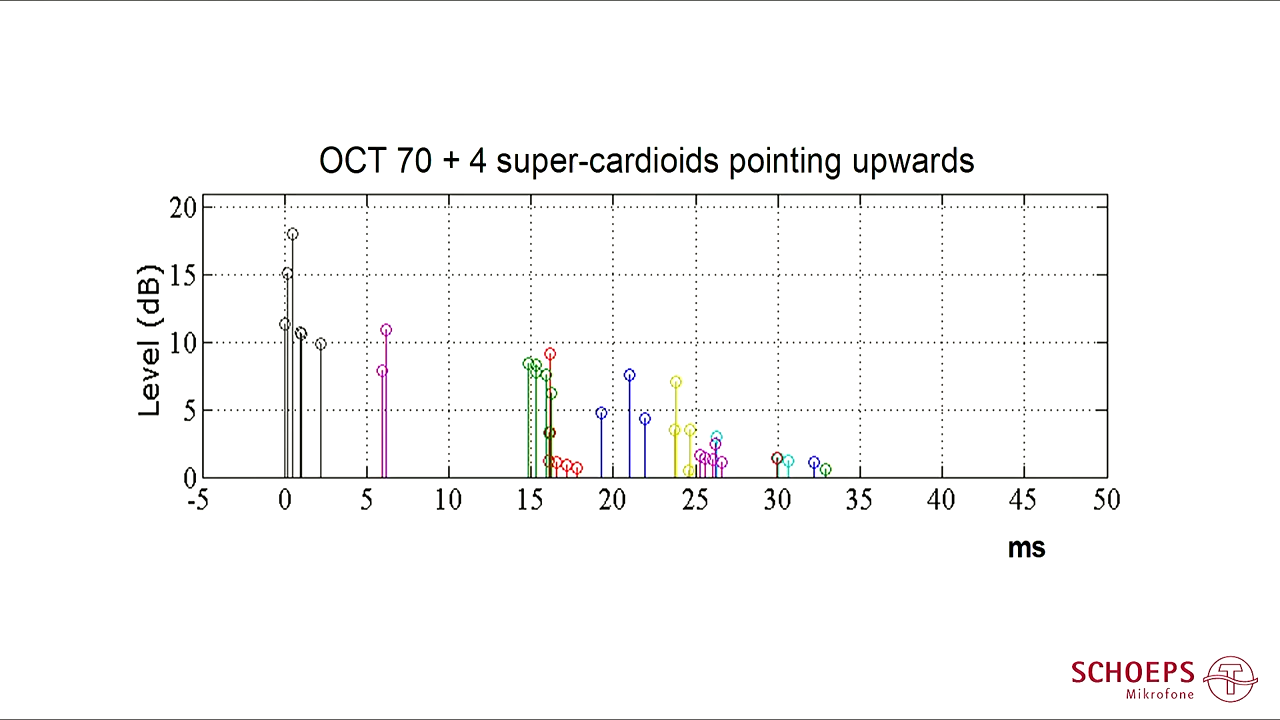 OCT 70 + 4 super-cardioids pointing upwards
Level (dB)
20
15
10
5
0
-5 0 5 10 15 20 25 30 35 40 45 50
ms
SCHOEPS
Mikrofone